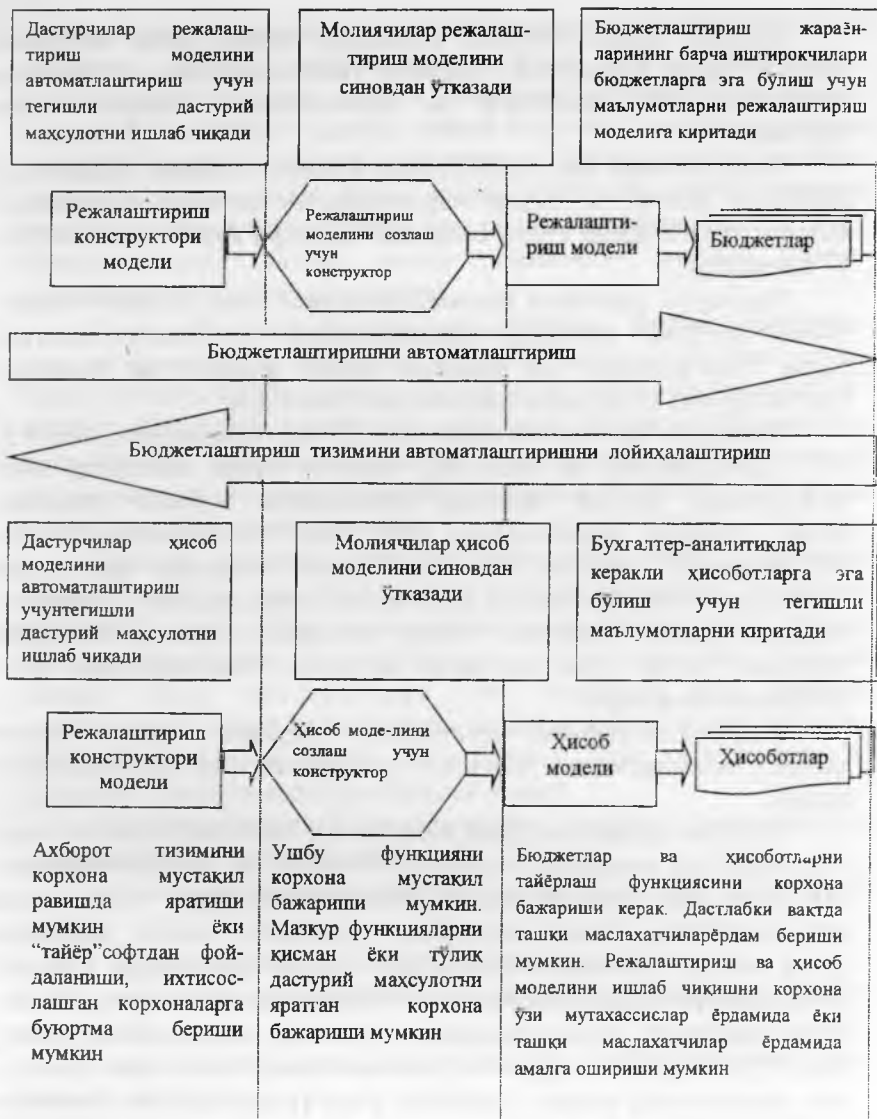 Дастурчилар режалаш-
тириш моделини
автоматлаштириш учун
тегишли дастурий
маҳсулотни ишлаб чиқади
Молиячилар режалаш-
тириш моделини
синовдан ўтказади
Бюджетлаштириш жараён-
ларининг барча иштирокчилари
бюджетларга эга бўлиш учун
маълумотларни режалаштириш
моделига киритади
Режалаштириш
конструктори
модели
Режалаштириш
моделини созлаш
учун
конструктор
Режалашти-
риш модели
Бюджетлар
Бюджетлаштиришни автоматлаштириш
Бюджетлаштириш тизимини автоматлаштиришни лойиҳалаштириш
Дастурчилар ҳисоб
моделини
автоматлаштириш
учунтегишли
дастурий маҳсулотни
ишлаб чиқади
Молиячилар ҳисоб
моделини синовдан
ўтказади
Бухгалтер-аналитиклар
керакли ҳисоботларга эга
бўлиш учун тегишли
маълумотларни киритади
Режалаштириш
конструктори
модели
Ҳисоб моде-лини
созлаш учун
конструктор
Ҳисоб
модели
Ҳисоботлар
Ахборот тизимини
корхона мустақил
равишда яратиши
мумкин ёки
“тайёр”софтдан фой-
даланиши, ихтисос-
лашган корхоналарга
буюртма бериши
мумкин
Ушбу функцияни
корхона мустақил
бажариши мумкин.
Мазкур функцияларни
қисман ёки тўлиқ
дастурий маҳсулотни
яратган корхона
бажариши мумкин
Бюджетлар ва ҳисоботларни
тайёрлаш функциясини корхона
бажариши керак. Дастлабки вақтда
ташқи маслаҳатчиларёрдам бериши
мумкин. Режалаштириш ва ҳисоб
моделини ишлаб чиқишни корхона
ўзи мутахассислар ёрдамида ёки
ташқи маслаҳатчилар ёрдамида
амалга ошириши мумкин